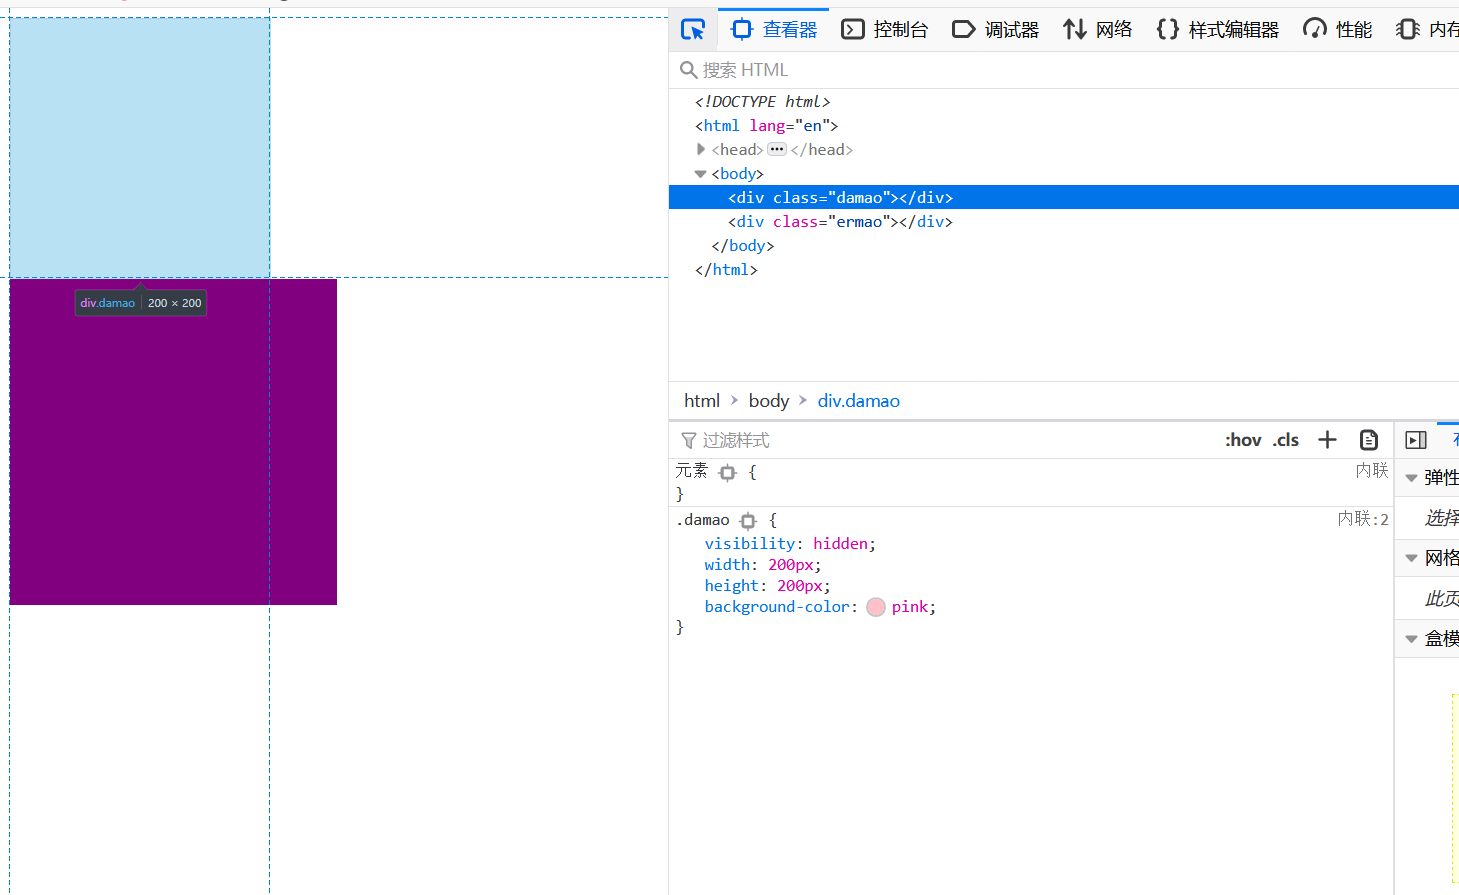 查看器 控制台 调试器 网络 样式编辑器 性能 内存
搜索 HTML
<!DOCTYPE html>
<html lang="en">
<head> ••• </head>
<body>
<div class="damao"></div>
<div class="ermao"></div>
</body>
</html>
div.damao 200 × 200
html > body > div.damao
过滤样式 :hov .cls +
元素 { 内联
}
.damao { 内联:2
visibility: hidden;
width: 200px;
height: 200px;
background-color: pink;
}
弹性
选择
网格
此页
盒模